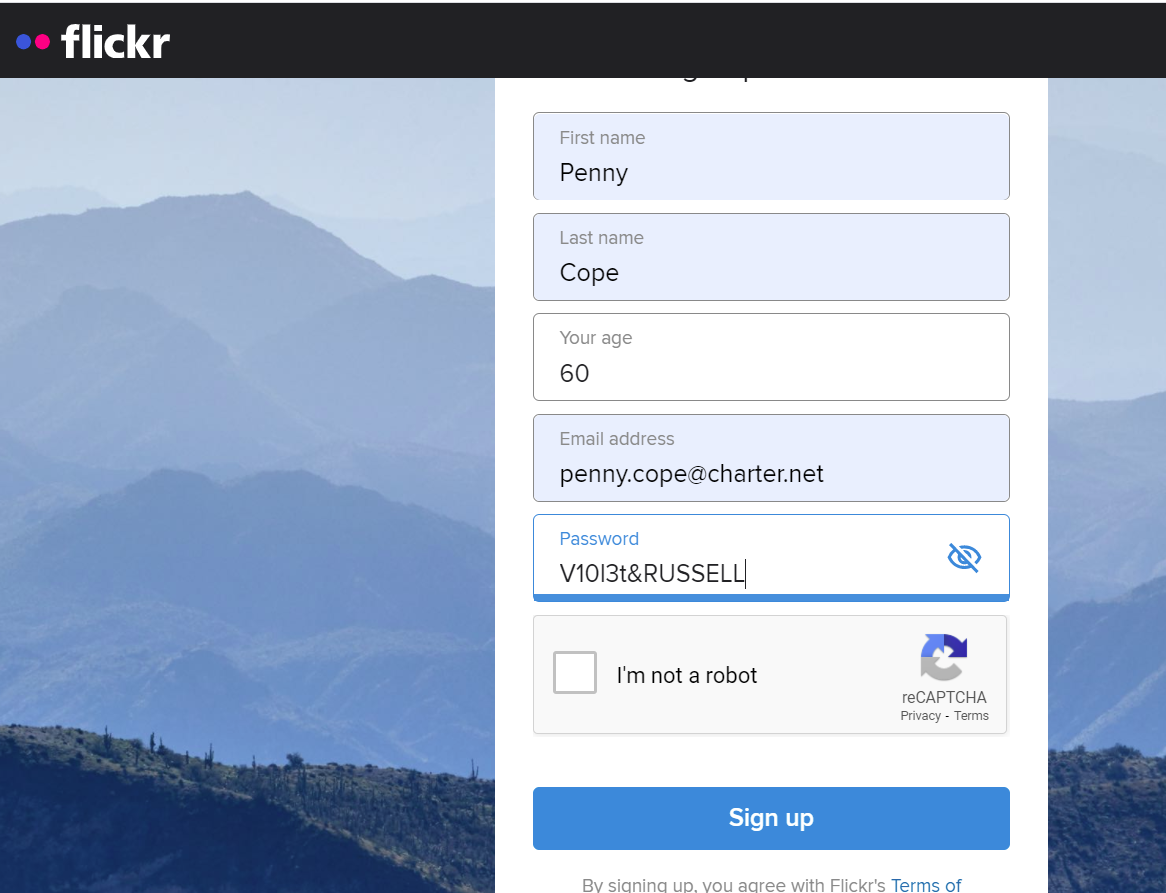 flickr
First name
Penny
Last name
Cope
Your age
60
Email address
penny.cope@charter.net
Password
V10l3t&RUSSELL
I'm not a robot
reCAPTCHA
Privacy - Terms
Sign up
By signing up, you agree with Flickr's Terms of